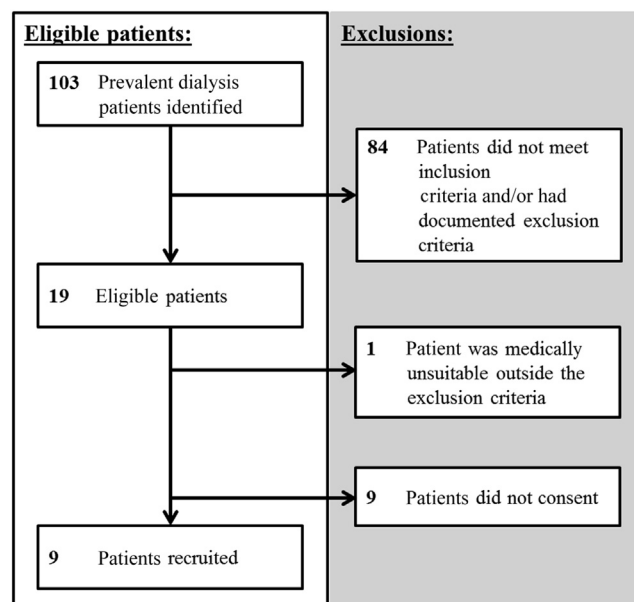 Eligible patients:
Exclusions:
103 Prevalent dialysis
patients identified
84 Patients did not meet
inclusion
criteria and/or had
documented exclusion
criteria
19 Eligible patients
1 Patient was medically
unsuitable outside the
exclusion criteria
9 Patients did not consent
9 Patients recruited